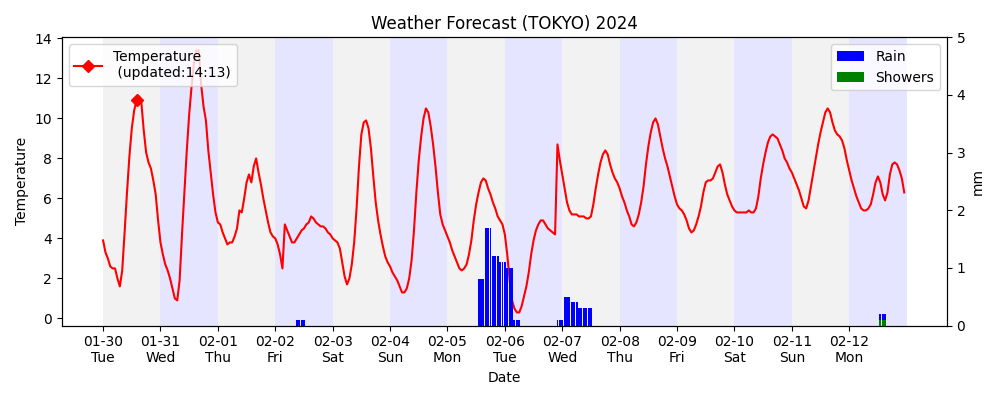 Weather Forecast (TOKYO) 2024
Temperature
(updated:14:13)
Rain
Showers
Temperature
14
12
10
8
6
4
2
0
5
4
3
2
1
0
mm
01-30 01-31 02-01 02-02 02-03 02-04 02-05 02-06 02-07 02-08 02-09 02-10 02-11 02-12
Tue Wed Thu Fri Sat Sun Mon Tue Wed Thu Fri Sat Sun Mon
Date